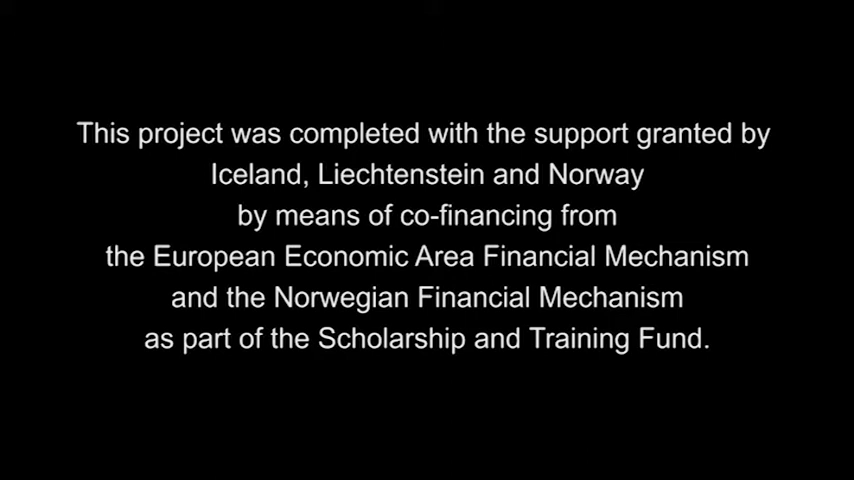 This project was completed with the support granted by
Iceland, Liechtenstein and Norway
by means of co-financing from
the European Economic Area Financial Mechanism
and the Norwegian Financial Mechanism
as part of the Scholarship and Training Fund.